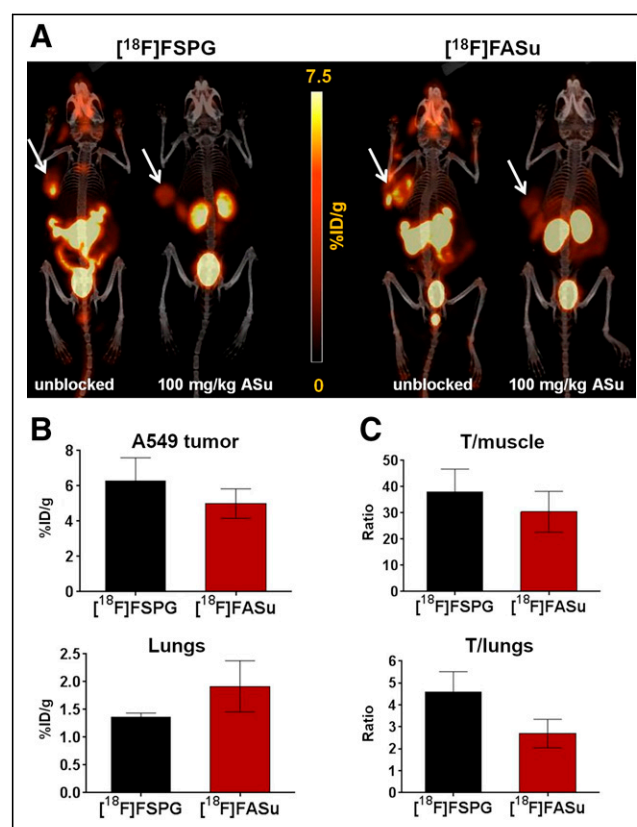 A
[¹⁸F]FSPG
[¹⁸F]FASu
7.5
%ID/g
0
unblocked
100 mg/kg ASu
unblocked
100 mg/kg ASu
B
A549 tumor
%ID/g
8
6
4
2
0
[¹⁸F]FSPG
[¹⁸F]FASu
Lungs
%ID/g
2.5
2.0
1.5
1.0
0.5
0.0
[¹⁸F]FSPG
[¹⁸F]FASu
C
T/muscle
Ratio
50
40
30
20
10
0
[¹⁸F]FSPG
[¹⁸F]FASu
T/lungs
Ratio
6
5
4
3
2
1
0
[¹⁸F]FSPG
[¹⁸F]FASu